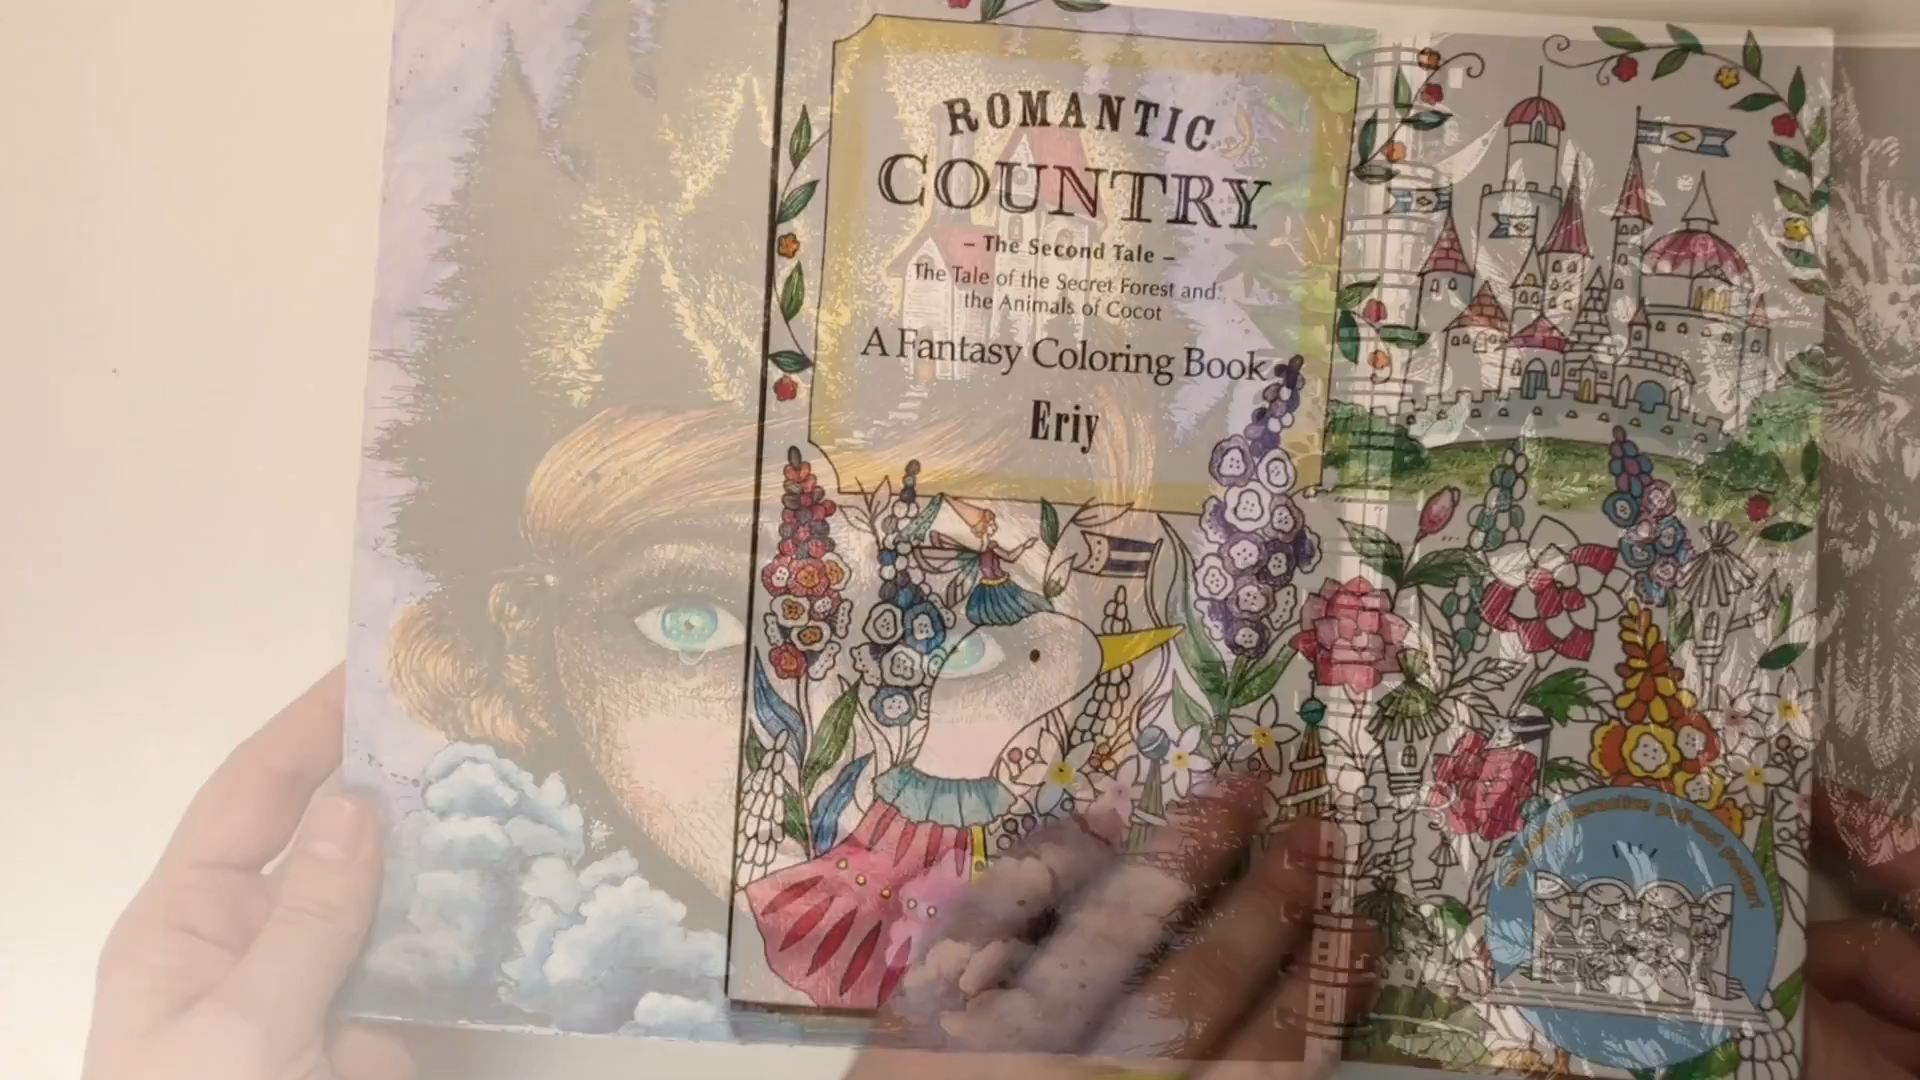 ROMANTIC
COUNTRY
– The Second Tale –
The Tale of the Secret Forest and
the Animals of Cocot
A Fantasy Coloring Book
Eriy